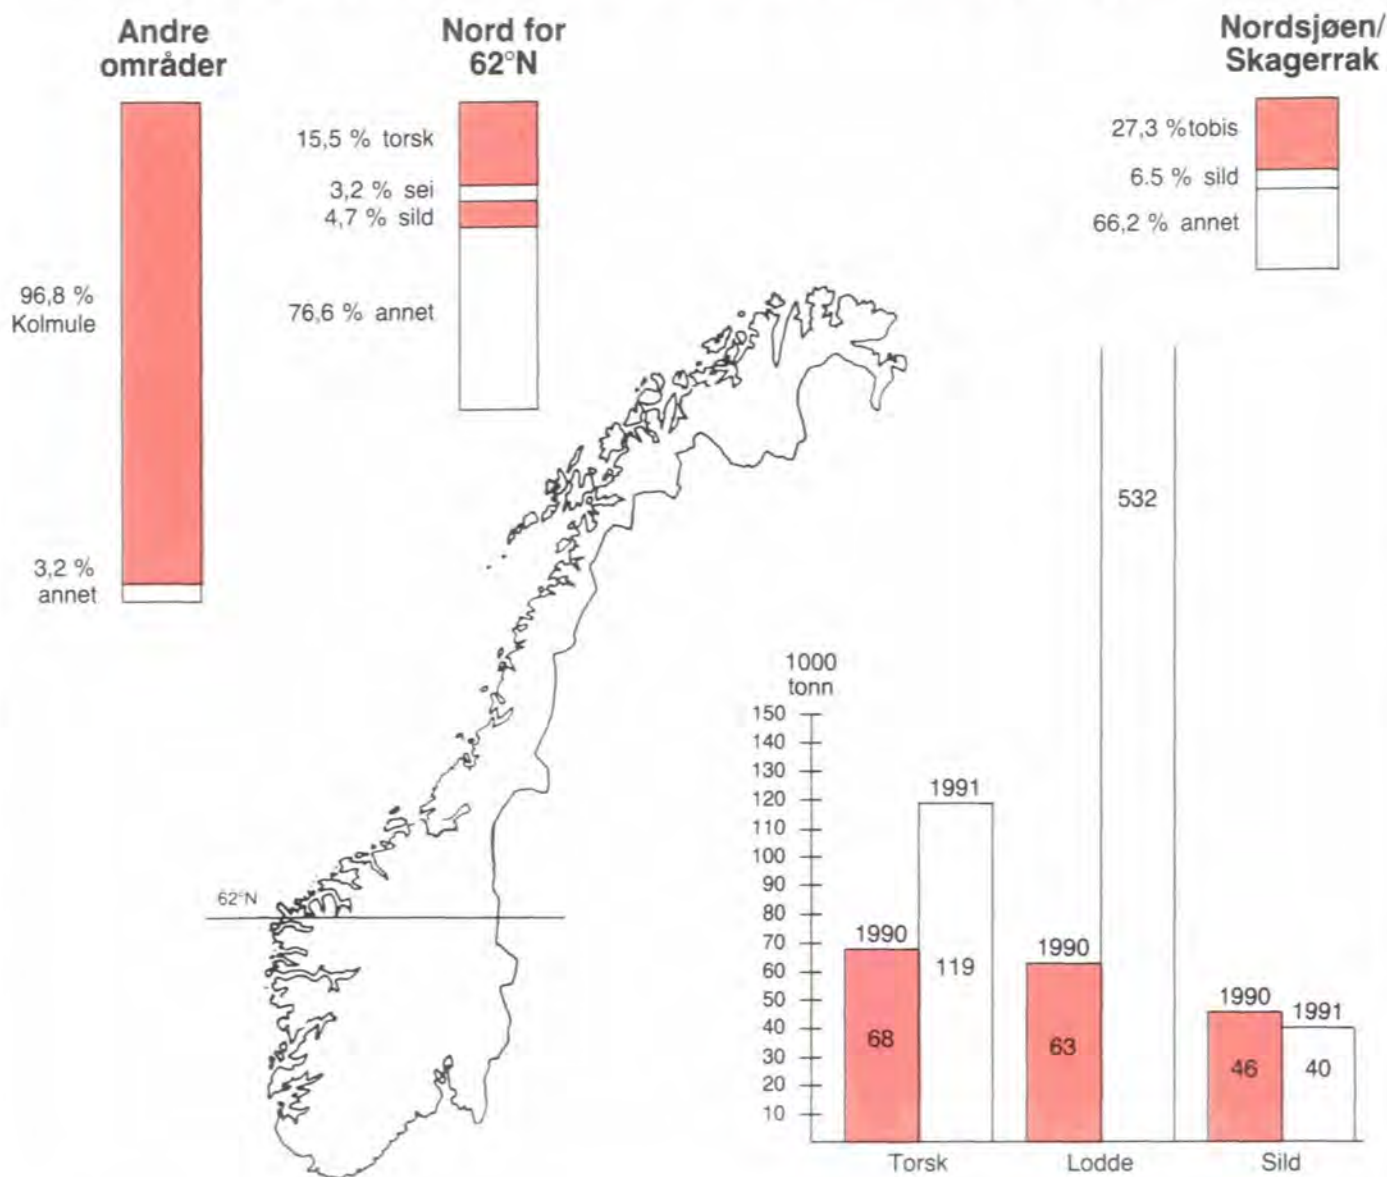 Andre
områder
96,8 %
Kolmule
3,2 %
annet
Nord for
62°N
15,5 % torsk
3,2 % sei
4,7 % sild
76,6 % annet
Nordsjøen/
Skagerrak
27,3 %tobis
6.5 % sild
66,2 % annet
62°N
1000
tonn
150
140
130
120
110
100
90
80
70
60
50
40
30
20
10
1990
68
1991
119
Torsk
1990
63
532
Lodde
1990
46
1991
40
Sild